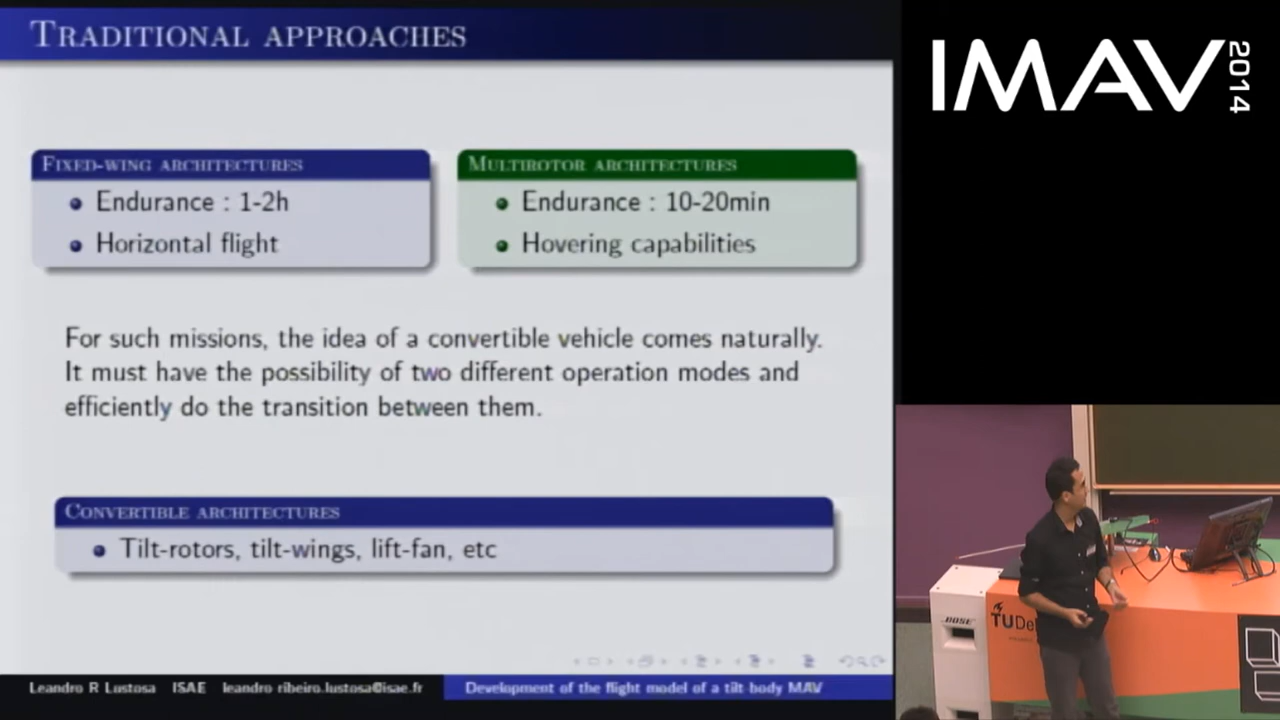 TRADITIONAL APPROACHES
FIXED-WING ARCHITECTURES
Endurance : 1-2h
Horizontal flight
MULTIROTOR ARCHITECTURES
Endurance : 10-20min
Hovering capabilities
For such missions, the idea of a convertible vehicle comes naturally.
It must have the possibility of two different operation modes and
efficiently do the transition between them.
CONVERTIBLE ARCHITECTURES
Tilt-rotors, tilt-wings, lift-fan, etc
Leandro R Lustosa ISAE leandro ribeiro.lustosa@isae.fr
Development of the flight model of a tilt-body MAV
IMAV 2014
BOSE
TUDe